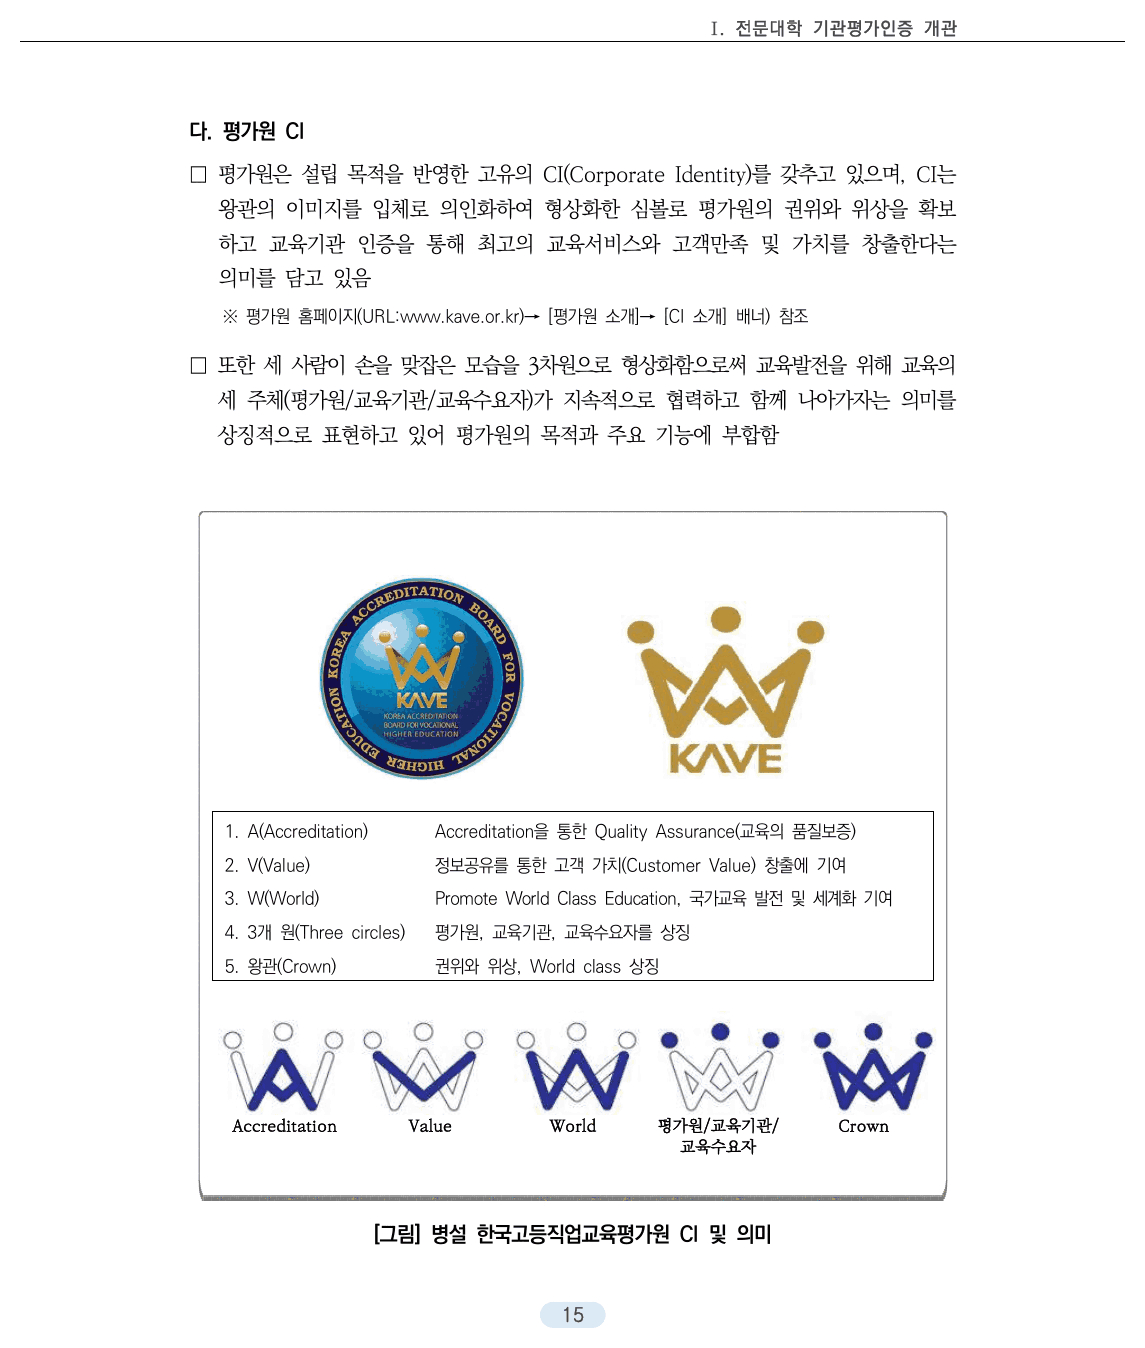 I. 전문대학 기관평가인증 개관
다. 평가원 CI
□ 평가원은 설립 목적을 반영한 고유의 CI(Corporate Identity)를 갖추고 있으며, CI는
왕관의 이미지를 입체로 의인화하여 형상화한 심볼로 평가원의 권위와 위상을 확보
하고 교육기관 인증을 통해 최고의 교육서비스와 고객만족 및 가치를 창출한다는
의미를 담고 있음
※ 평가원 홈페이지(URL:www.kave.or.kr)→ [평가원 소개]→ [CI 소개] 배너) 참조
□ 또한 세 사람이 손을 맞잡은 모습을 3차원으로 형상화함으로써 교육발전을 위해 교육의
세 주체(평가원/교육기관/교육수요자)가 지속적으로 협력하고 함께 나아가자는 의미를
상징적으로 표현하고 있어 평가원의 목적과 주요 기능에 부합함
KOREA ACCREDITATION BOARD FOR VOCATIONAL HIGHER EDUCATION
KAVE
KOREA ACCREDITATION
BOARD FOR VOCATIONAL
HIGHER EDUCATION
KAVE
1. A(Accreditation) Accreditation을 통한 Quality Assurance(교육의 품질보증)
2. V(Value) 정보공유를 통한 고객 가치(Customer Value) 창출에 기여
3. W(World) Promote World Class Education, 국가교육 발전 및 세계화 기여
4. 3개 원(Three circles) 평가원, 교육기관, 교육수요자를 상징
5. 왕관(Crown) 권위와 위상, World class 상징
Accreditation Value World 평가원/교육기관/ Crown
교육수요자
[그림] 병설 한국고등직업교육평가원 CI 및 의미
15